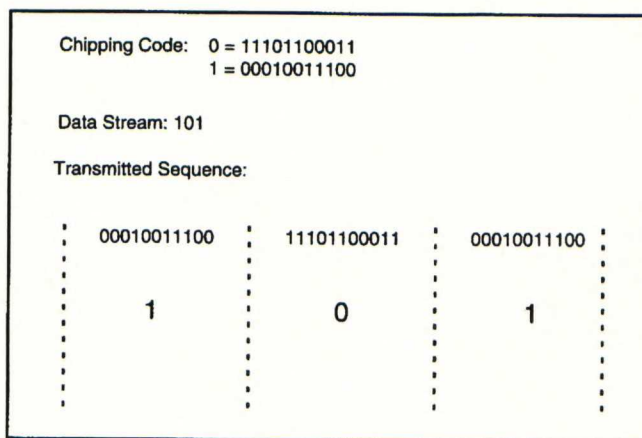 Chipping Code: 0 = 11101100011
1 = 00010011100
Data Stream: 101
Transmitted Sequence:
00010011100 11101100011 00010011100
1 0 1